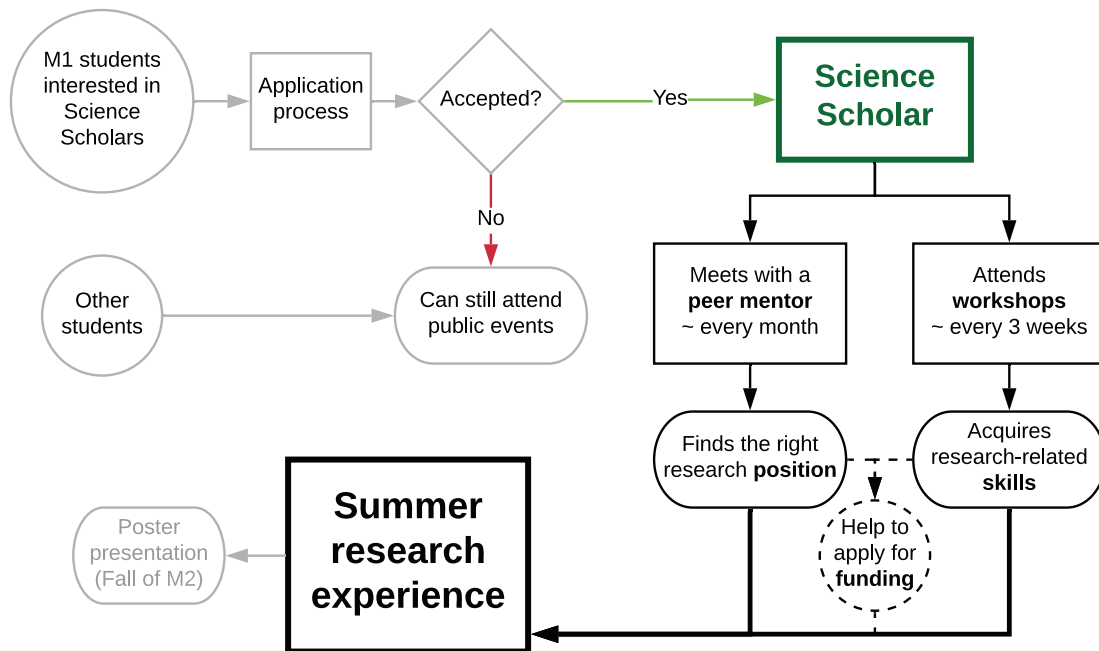 M1 students
interested in
Science
Scholars
Application
process
Accepted?
Yes
Science
Scholar
No
Other
students
Can still attend
public events
Meets with a
peer mentor
~ every month
Attends
workshops
~ every 3 weeks
Finds the right
research position
Acquires
research-related
skills
Help to
apply for
funding
Summer
research
experience
Poster
presentation
(Fall of M2)